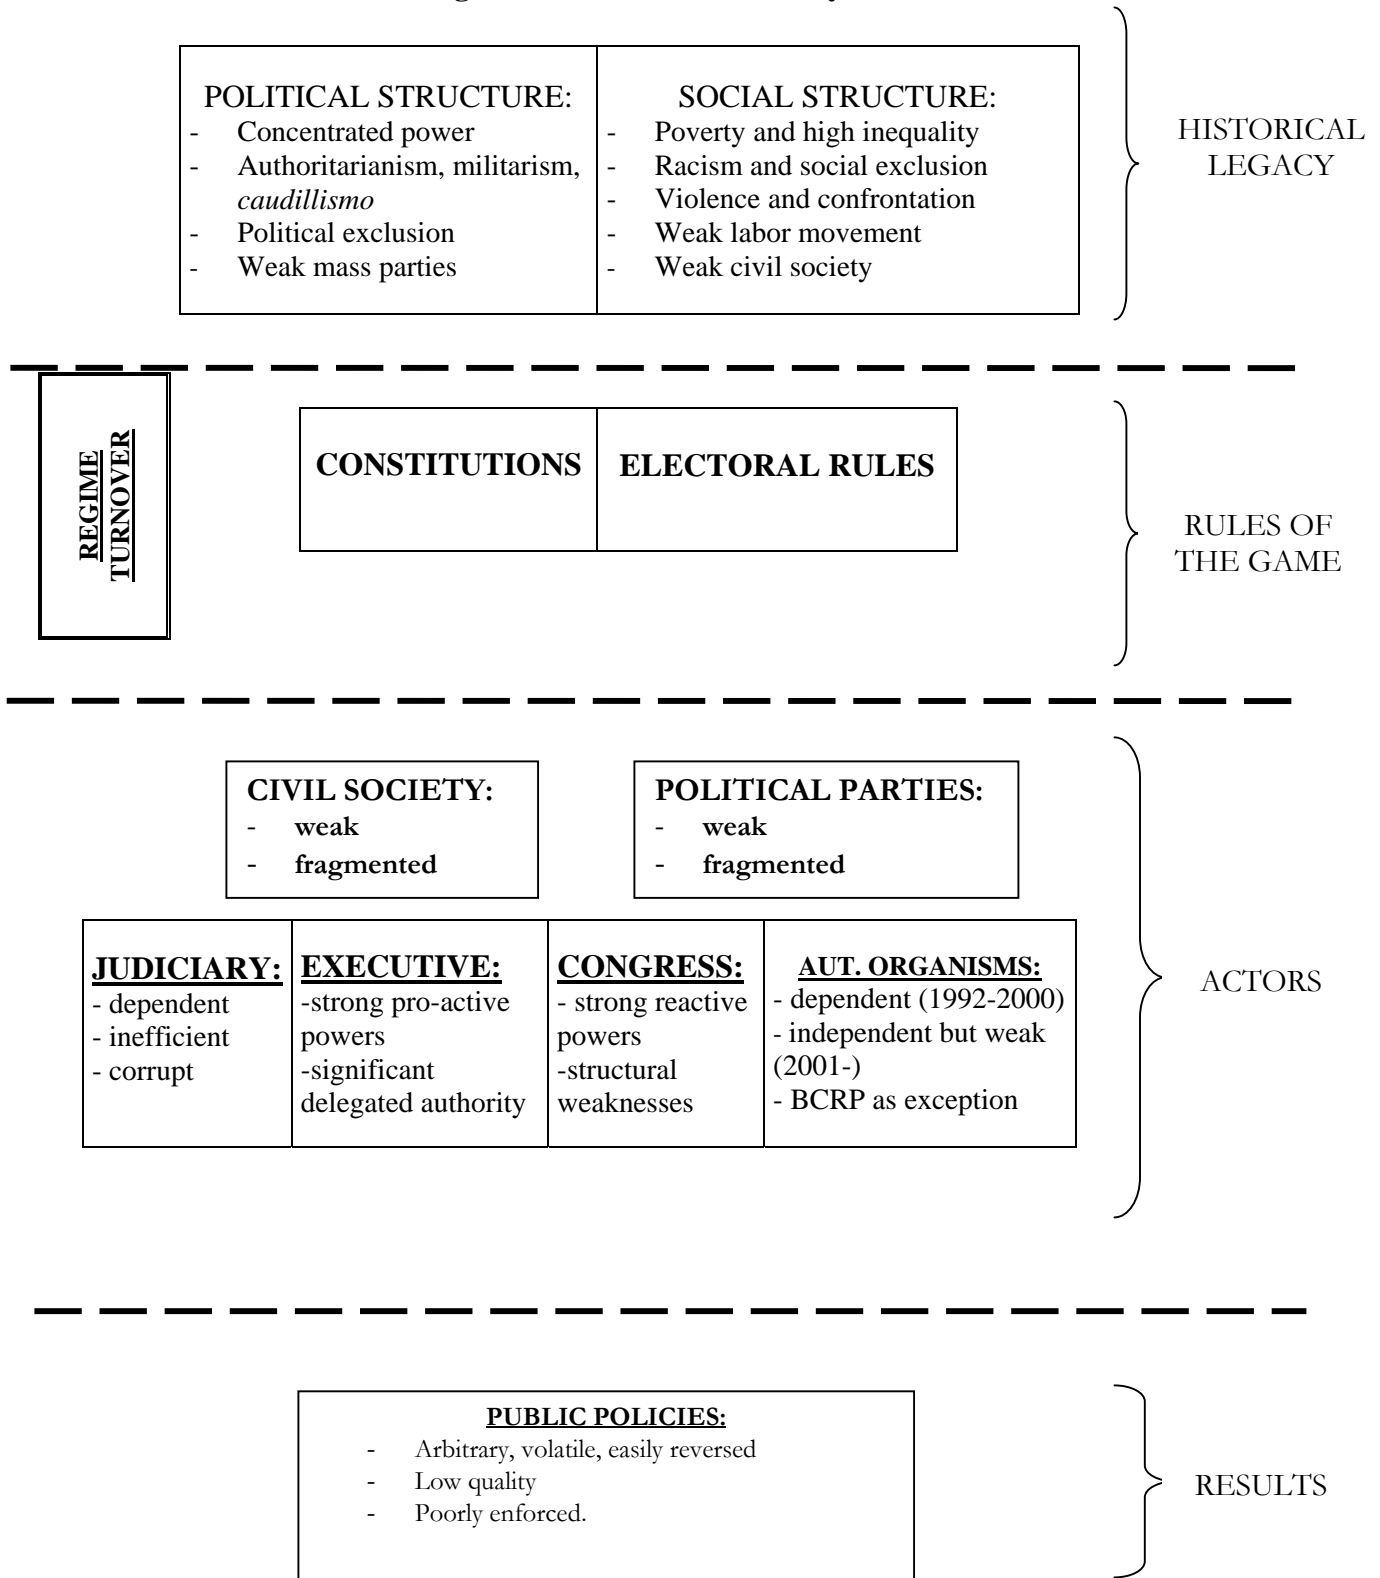 POLITICAL STRUCTURE:
- Concentrated power
- Authoritarianism, militarism,
caudillismo
- Political exclusion
- Weak mass parties
SOCIAL STRUCTURE:
- Poverty and high inequality
- Racism and social exclusion
- Violence and confrontation
- Weak labor movement
- Weak civil society
HISTORICAL
LEGACY
REGIME
TURNOVER
CONSTITUTIONS
ELECTORAL RULES
RULES OF
THE GAME
CIVIL SOCIETY:
- weak
- fragmented
POLITICAL PARTIES:
- weak
- fragmented
JUDICIARY:
- dependent
- inefficient
- corrupt
EXECUTIVE:
-strong pro-active
powers
-significant
delegated authority
CONGRESS:
- strong reactive
powers
-structural
weaknesses
AUT. ORGANISMS:
- dependent (1992-2000)
- independent but weak
(2001-)
- BCRP as exception
ACTORS
PUBLIC POLICIES:
- Arbitrary, volatile, easily reversed
- Low quality
- Poorly enforced.
RESULTS